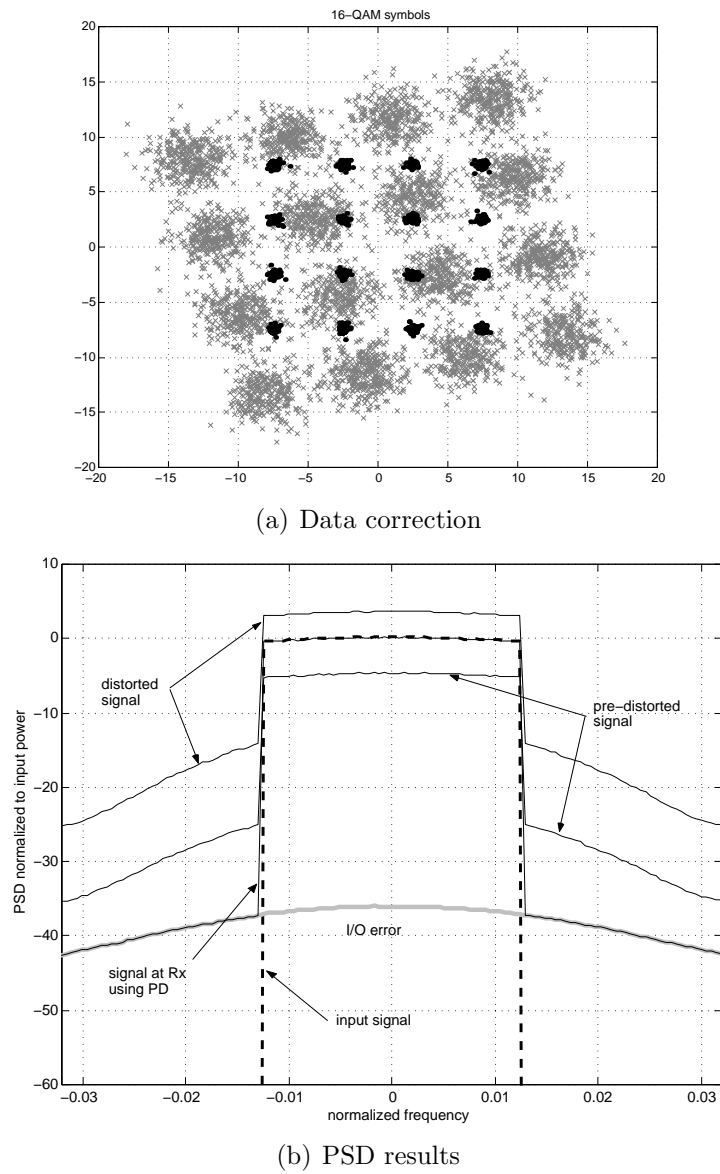 16−QAM symbols
20
15
10
5
0
−5
−10
−15
−20
−20 −15 −10 −5 0 5 10 15 20
(a) Data correction
10
0
−10
−20
−30
−40
−50
−60
PSD normalized to input power
distorted
signal
pre−distorted
signal
I/O error
signal at Rx
using PD
input signal
−0.03 −0.02 −0.01 0 0.01 0.02 0.03
normalized frequency
(b) PSD results